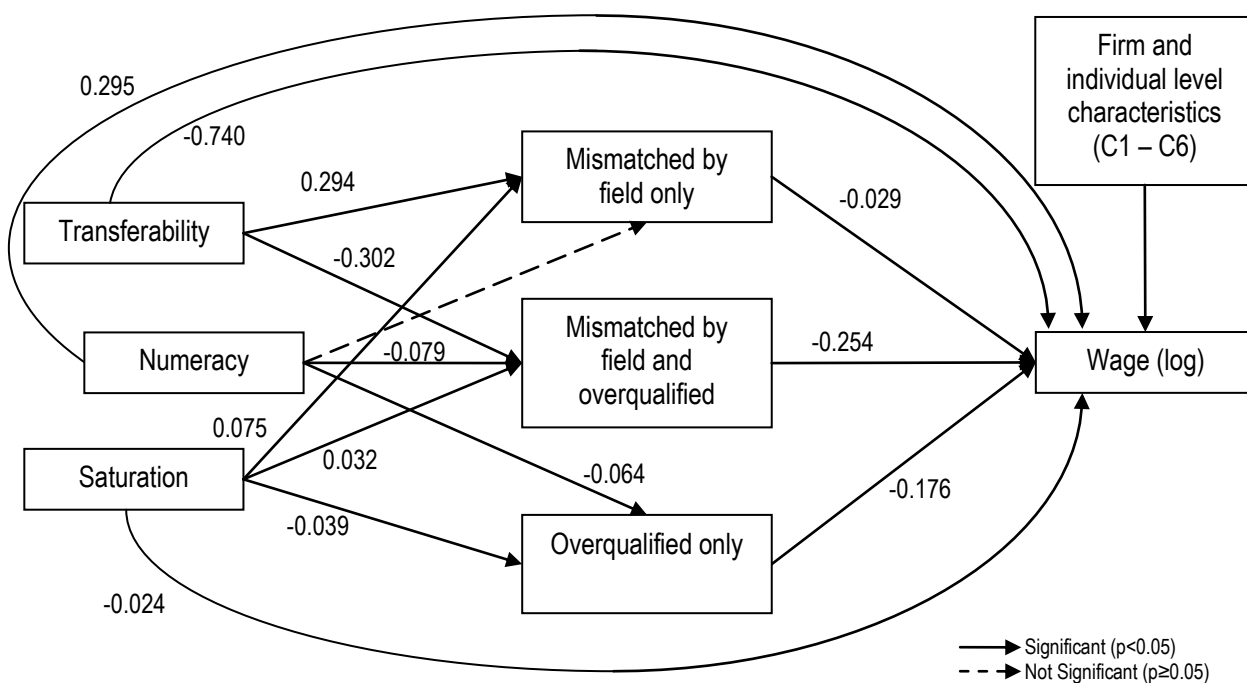 Firm and
individual level
characteristics
(C1 – C6)
0.295
-0.740
Mismatched by
field only
0.294
-0.029
Transferability
-0.302
Mismatched by
field and
overqualified
Numeracy
-0.079
-0.254
Wage (log)
0.075
Saturation
0.032
-0.064
-0.176
-0.039
Overqualified only
-0.024
Significant (p<0.05)
Not Significant (p≥0.05)